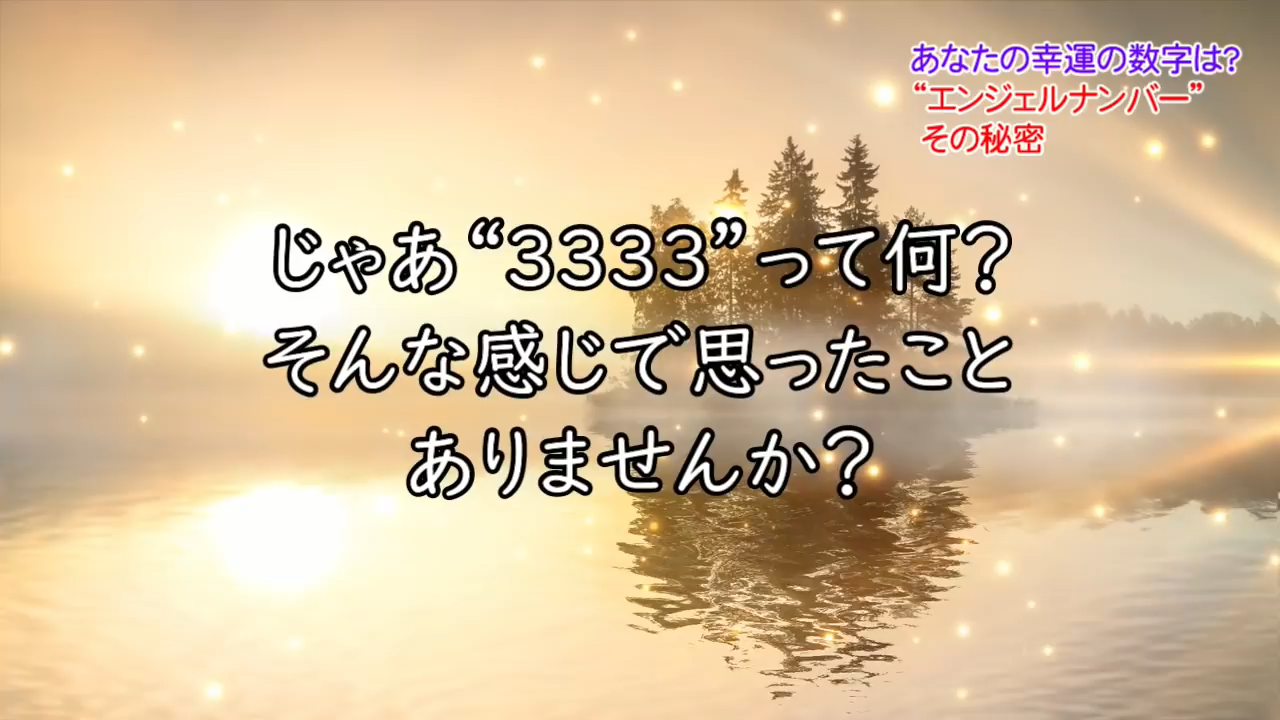 あなたの幸運の数字は?
“エンジェルナンバー”
その秘密
じゃあ“3333”って何?
そんな感じで思ったこと
ありませんか?